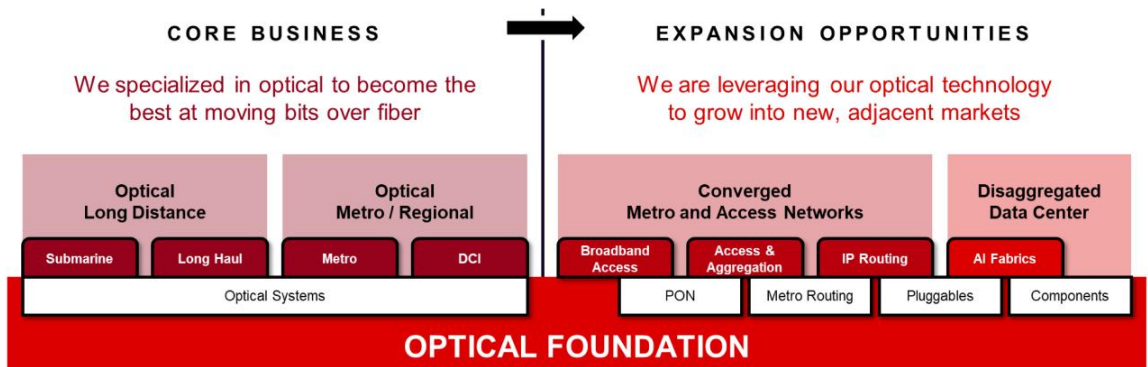 CORE BUSINESS
We specialized in optical to become the
best at moving bits over fiber
EXPANSION OPPORTUNITIES
We are leveraging our optical technology
to grow into new, adjacent markets
Optical
Long Distance
Optical
Metro / Regional
Converged
Metro and Access Networks
Disaggregated
Data Center
Submarine
Long Haul
Metro
DCI
Broadband
Access
Access &
Aggregation
IP Routing
AI Fabrics
Optical Systems
PON
Metro Routing
Pluggables
Components
OPTICAL FOUNDATION